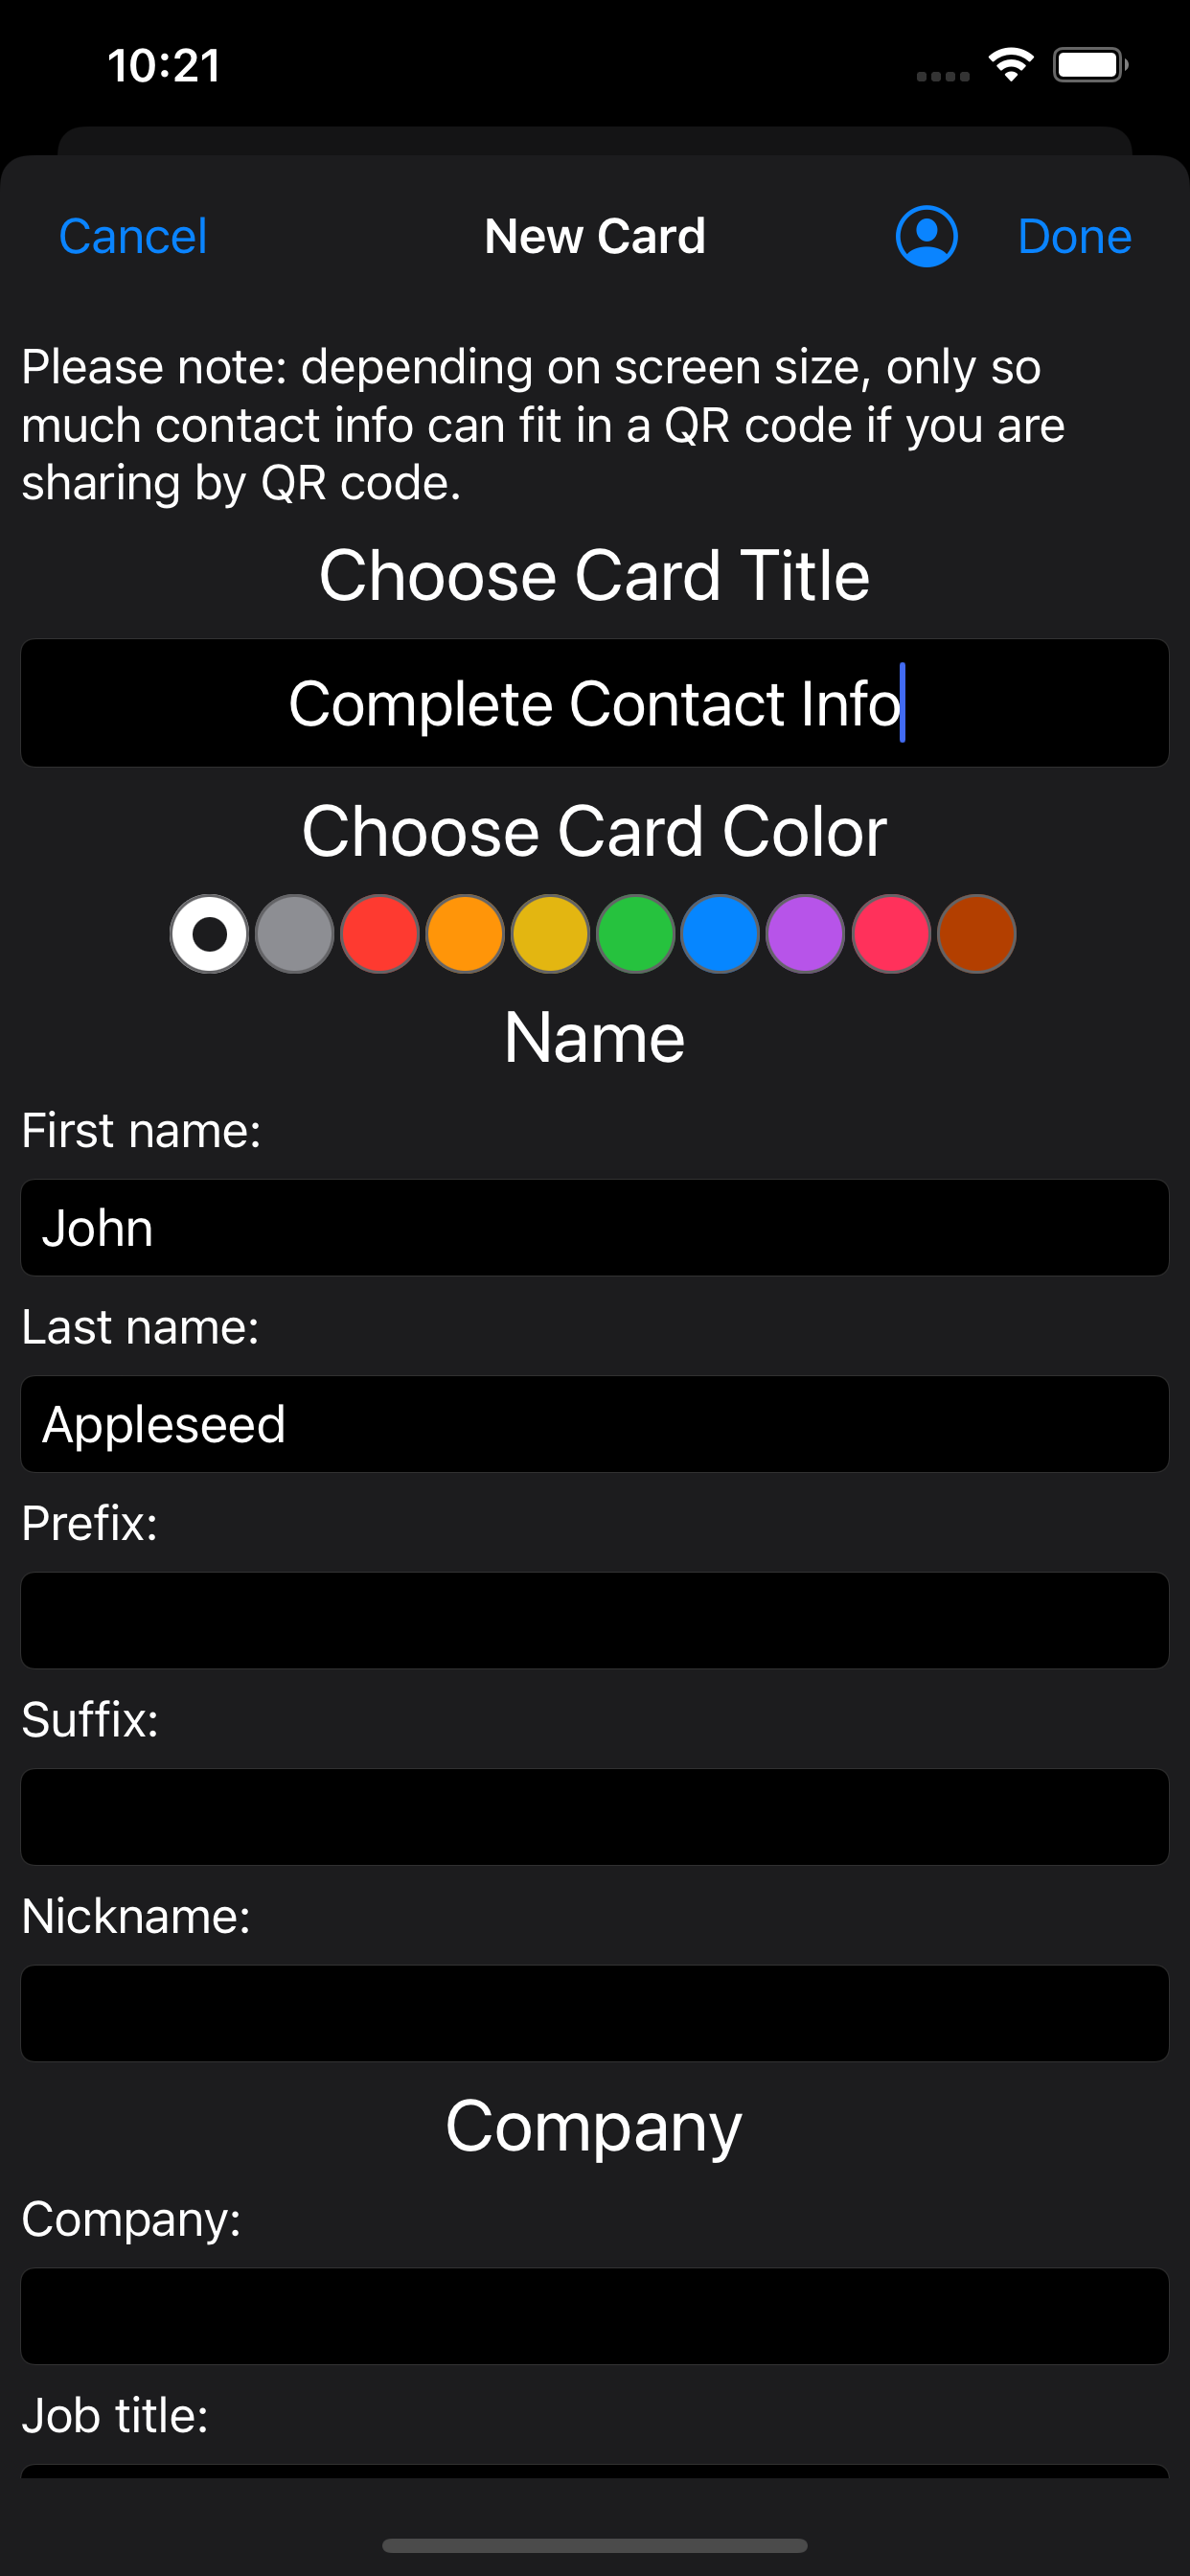 10:21
Cancel New Card Done
Please note: depending on screen size, only so
much contact info can fit in a QR code if you are
sharing by QR code.
Choose Card Title
Complete Contact Info
Choose Card Color
Name
First name:
John
Last name:
Appleseed
Prefix:
Suffix:
Nickname:
Company
Company:
Job title: